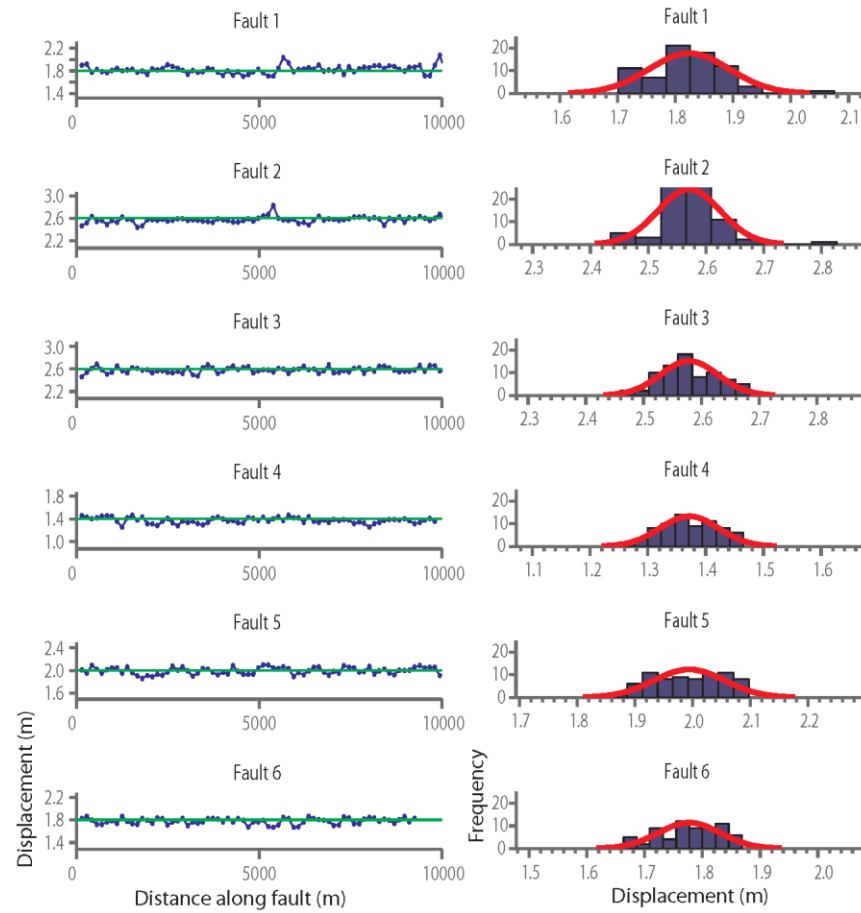 Fault 1
2.2
1.8
1.4
0 5000 10000
Fault 2
3.0
2.6
2.2
0 5000 10000
Fault 3
3.0
2.6
2.2
0 5000 10000
Fault 4
1.8
1.4
1.0
0 5000 10000
Fault 5
2.4
2.0
1.6
0 5000 10000
Fault 6
2.2
1.8
1.4
0 5000 10000
Displacement (m)
Distance along fault (m)
Fault 1
20
10
0
1.6 1.7 1.8 1.9 2.0 2.1
Fault 2
20
10
0
2.3 2.4 2.5 2.6 2.7 2.8
Fault 3
20
10
0
2.3 2.4 2.5 2.6 2.7 2.8
Fault 4
20
10
0
1.1 1.2 1.3 1.4 1.5 1.6
Fault 5
20
10
0
1.7 1.8 1.9 2.0 2.1 2.2
Fault 6
20
10
0
1.5 1.6 1.7 1.8 1.9 2.0
Frequency
Displacement (m)